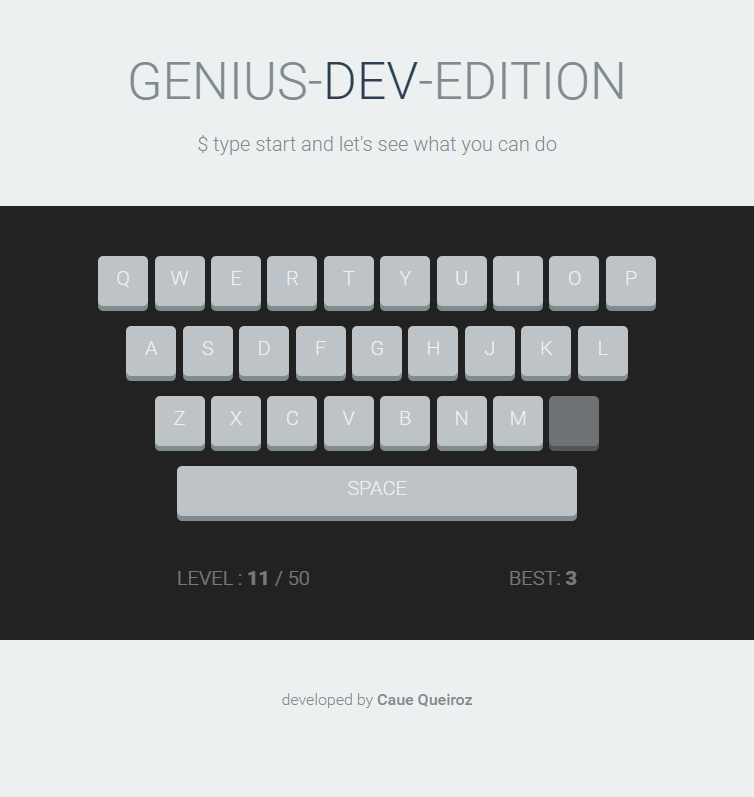 GENIUS-DEV-EDITION
$ type start and let's see what you can do
Q W E R T Y U I O P
A S D F G H J K L
Z X C V B N M
SPACE
LEVEL : 11 / 50 BEST: 3
developed by Caue Queiroz